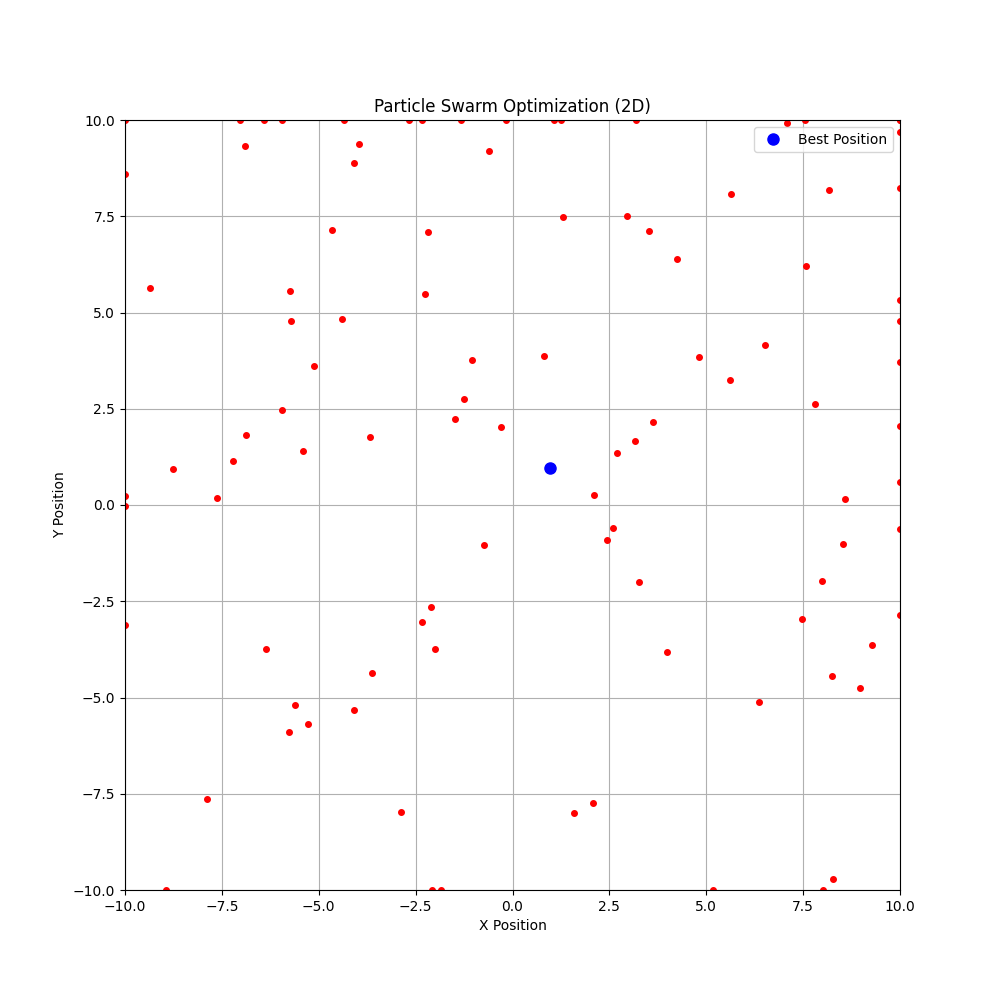 Particle Swarm Optimization (2D)
Best Position
10.0
7.5
5.0
2.5
0.0
−2.5
−5.0
−7.5
−10.0
Y Position
−10.0 −7.5 −5.0 −2.5 0.0 2.5 5.0 7.5 10.0
X Position